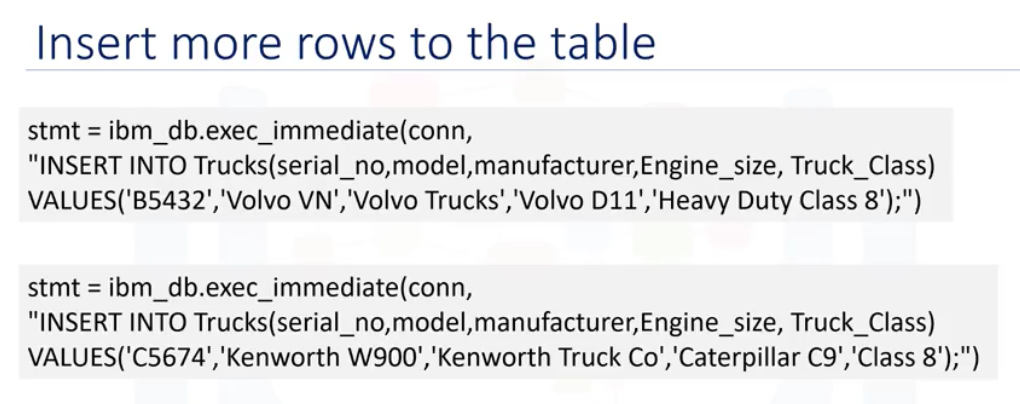 Insert more rows to the table
stmt = ibm_db.exec_immediate(conn,
"INSERT INTO Trucks(serial_no,model,manufacturer,Engine_size, Truck_Class)
VALUES('B5432','Volvo VN','Volvo Trucks','Volvo D11','Heavy Duty Class 8');")
stmt = ibm_db.exec_immediate(conn,
"INSERT INTO Trucks(serial_no,model,manufacturer,Engine_size, Truck_Class)
VALUES('C5674','Kenworth W900','Kenworth Truck Co','Caterpillar C9','Class 8');")